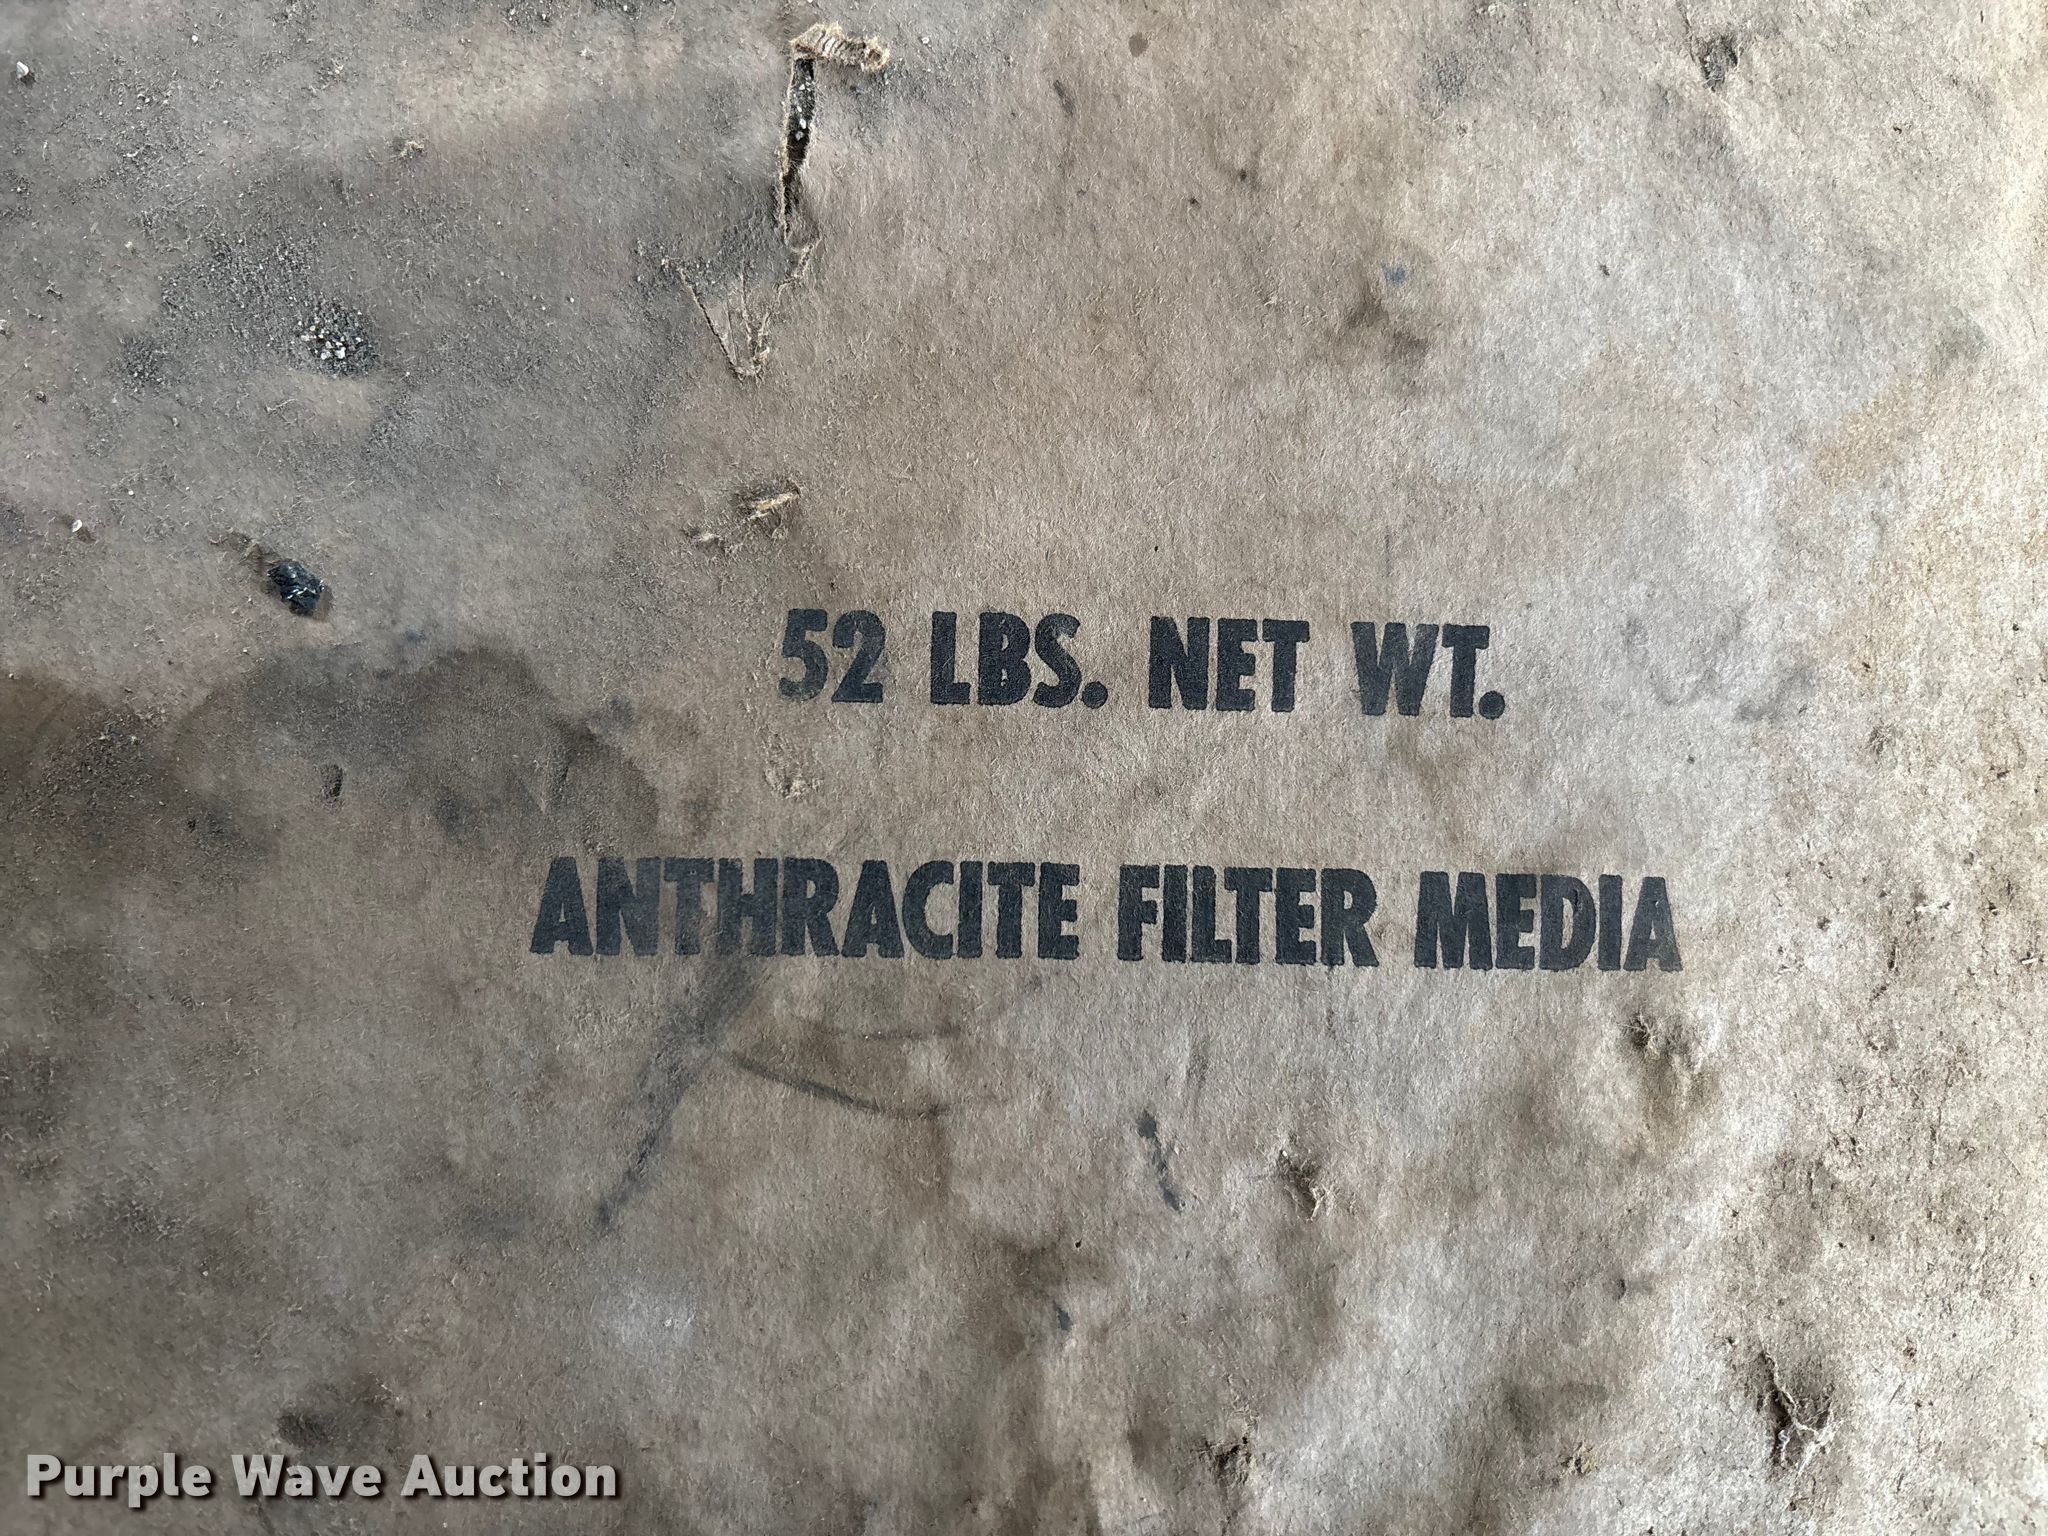 52 LBS. NET WT.
ANTHRACITE FILTER MEDIA
Purple Wave Auction